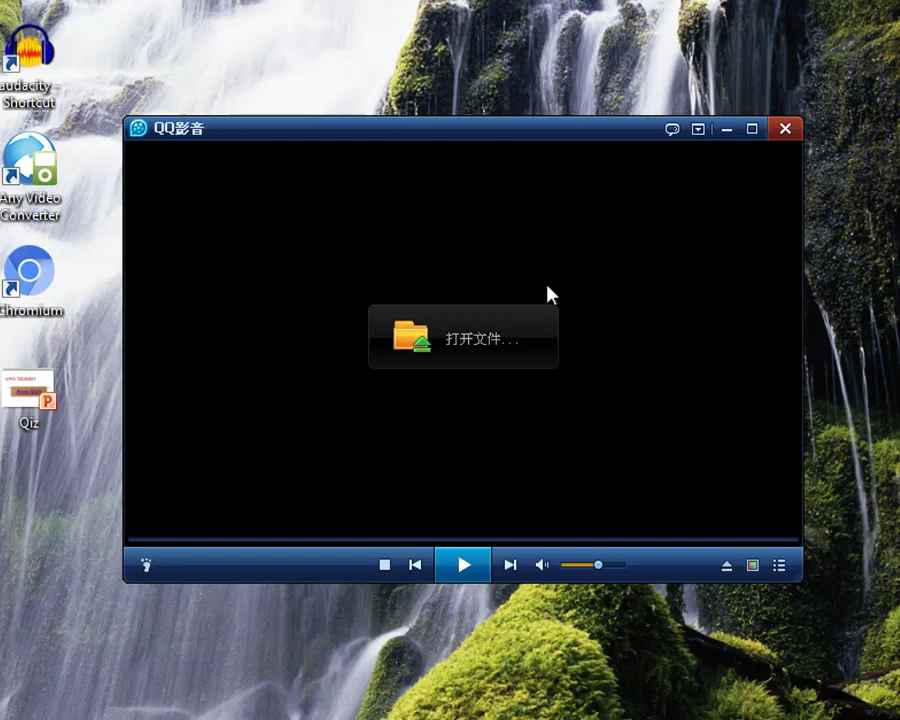 audacity -
Shortcut
Any Video
Converter
Chromium
Qiz
QQ影音
打开文件...